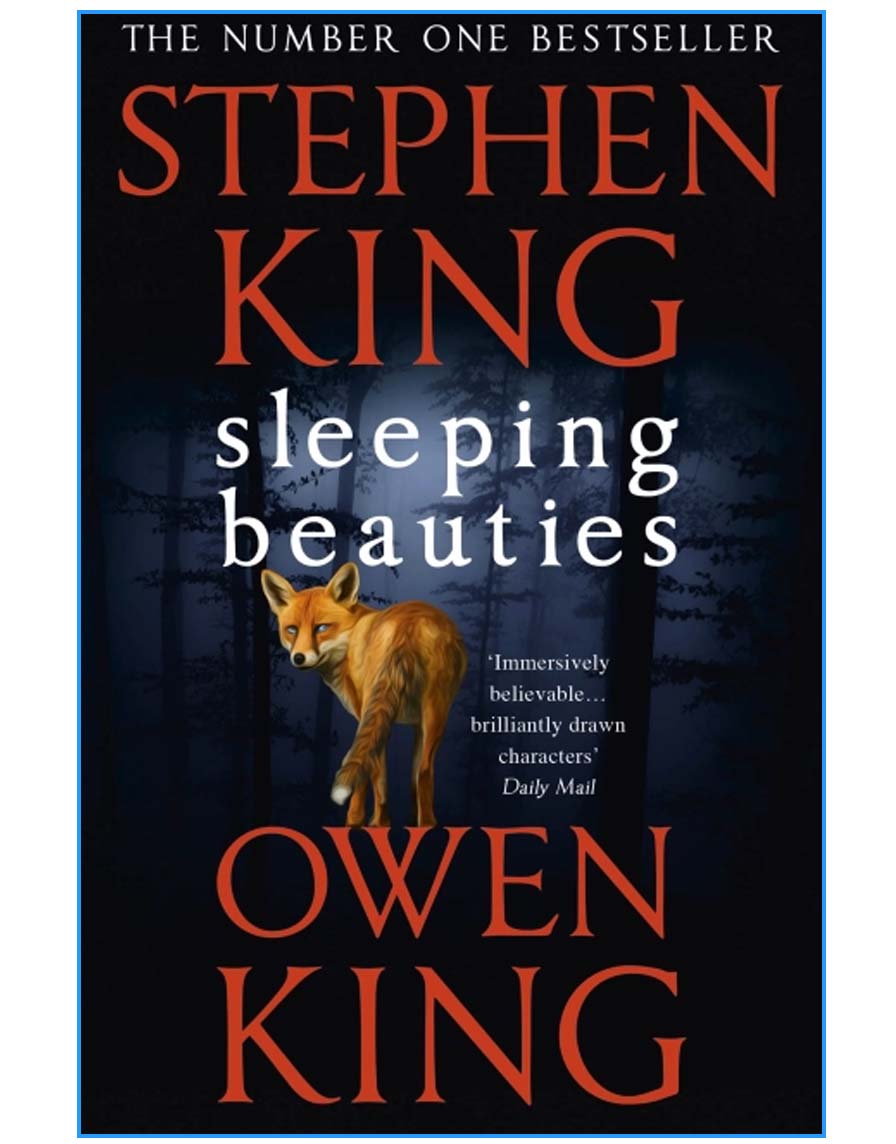 THE NUMBER ONE BESTSELLER
STEPHEN
KING
sleeping
beauties
‘Immersively
believable...
brilliantly drawn
characters’
Daily Mail
OWEN
KING